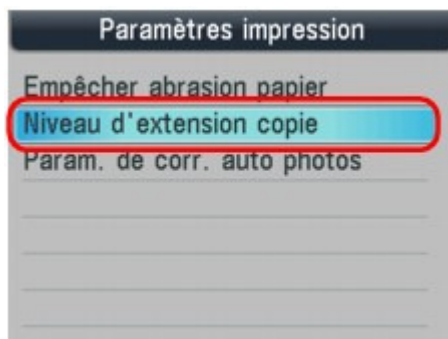 Paramètres impression
Empêcher abrasion papier
Niveau d'extension copie
Param. de corr. auto photos